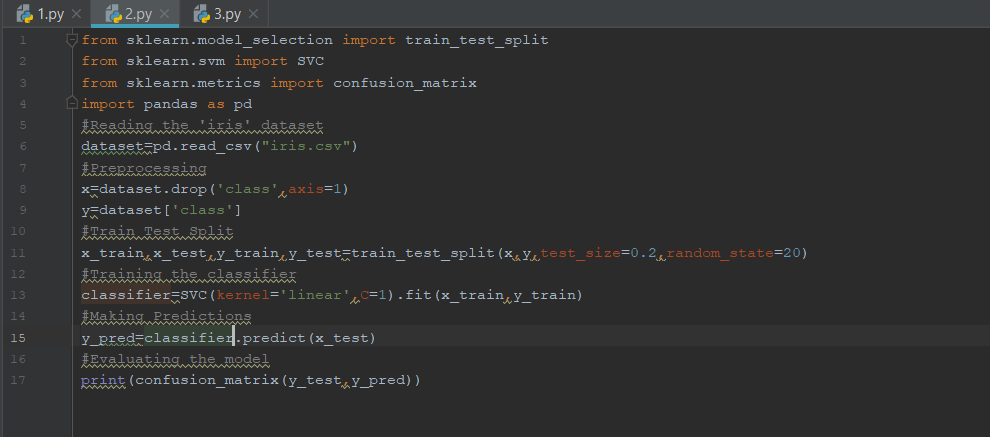 1.py 2.py 3.py
1 from sklearn.model_selection import train_test_split
2 from sklearn.svm import SVC
3 from sklearn.metrics import confusion_matrix
4 import pandas as pd
5 #Reading the 'iris' dataset
6 dataset=pd.read_csv("iris.csv")
7 #Preprocessing
8 x=dataset.drop('class',axis=1)
9 y=dataset['class']
10 #Train Test Split
11 x_train,x_test,y_train,y_test=train_test_split(x,y,test_size=0.2,random_state=20)
12 #Training the classifier
13 classifier=SVC(kernel='linear',C=1).fit(x_train,y_train)
14 #Making Predictions
15 y_pred=classifier.predict(x_test)
16 #Evaluating the model
17 print(confusion_matrix(y_test,y_pred))